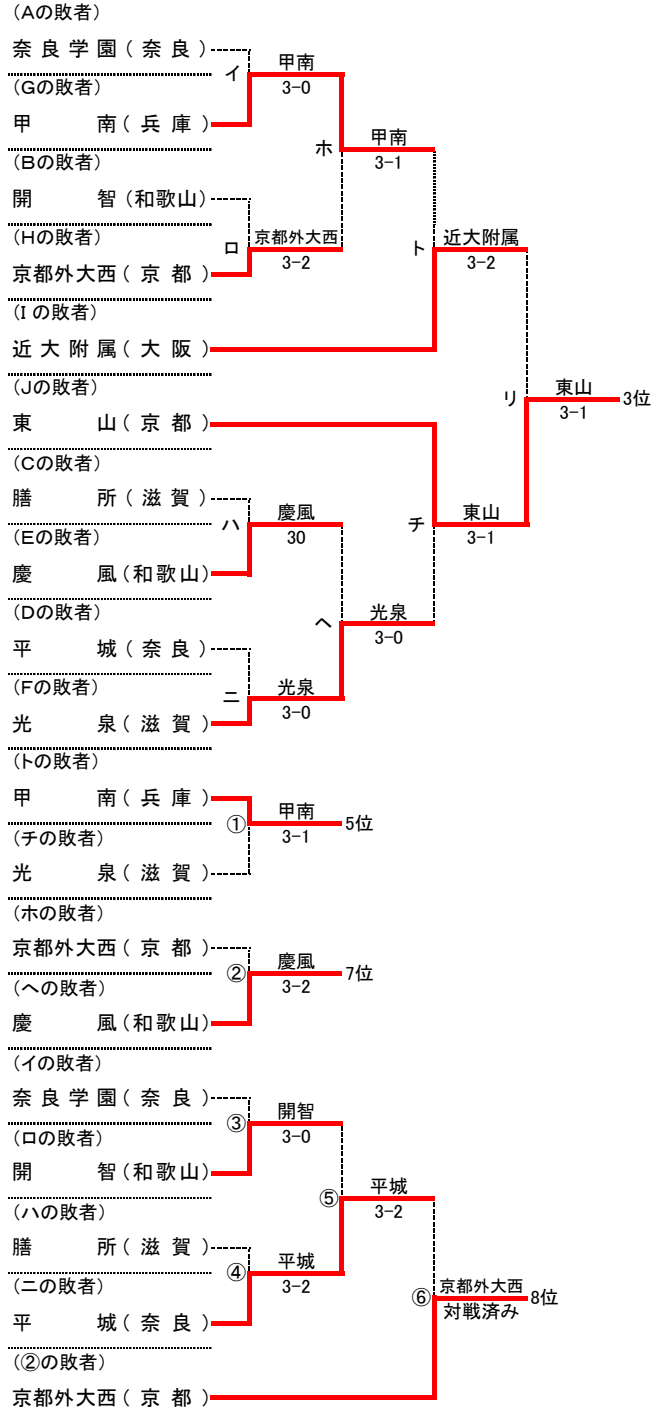 (Aの敗者)
奈良学園(奈良)
イ
甲南
3-0
(Gの敗者)
甲南(兵庫)
ホ
甲南
3-1
(Bの敗者)
開智(和歌山)
ロ
京都外大西
3-2
(Hの敗者)
京都外大西(京都)
ト
近大附属
3-2
(Iの敗者)
近大附属(大阪)
(Jの敗者)
東山(京都)
リ
東山
3-1
3位
(Cの敗者)
膳所(滋賀)
ハ
慶風
30
(Eの敗者)
慶風(和歌山)
チ
東山
3-1
(Dの敗者)
平城(奈良)
ヘ
光泉
3-0
(Fの敗者)
光泉(滋賀)
ニ
光泉
3-0
(トの敗者)
甲南(兵庫)
①
甲南
3-1
5位
(チの敗者)
光泉(滋賀)
(ホの敗者)
京都外大西(京都)
②
慶風
3-2
7位
(ヘの敗者)
慶風(和歌山)
(イの敗者)
奈良学園(奈良)
③
開智
3-0
(ロの敗者)
開智(和歌山)
⑤
平城
3-2
(ハの敗者)
膳所(滋賀)
④
平城
3-2
(ニの敗者)
平城(奈良)
⑥
京都外大西
対戦済み
8位
(②の敗者)
京都外大西(京都)